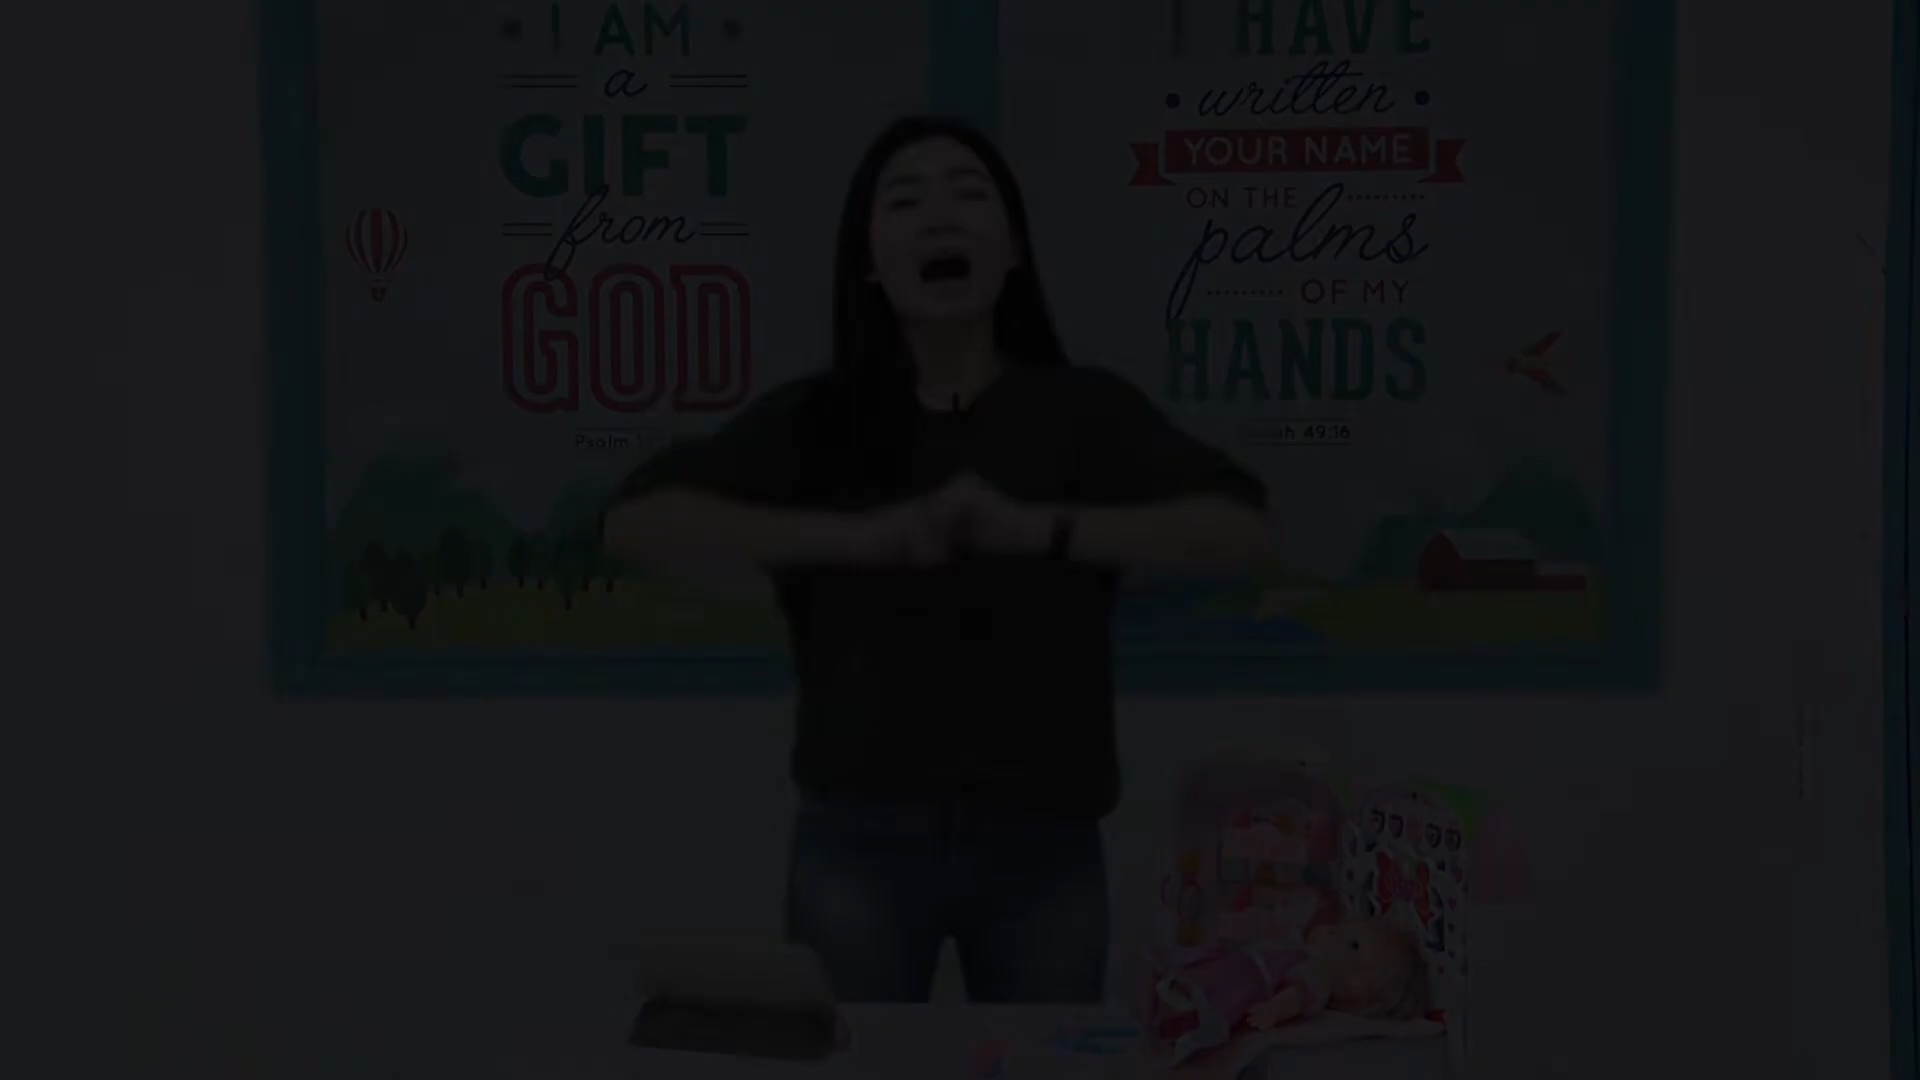 I AM
a
GIFT
from
GOD
Psalm
I HAVE
written
YOUR NAME
ON THE
palms
OF MY
HANDS
49:16